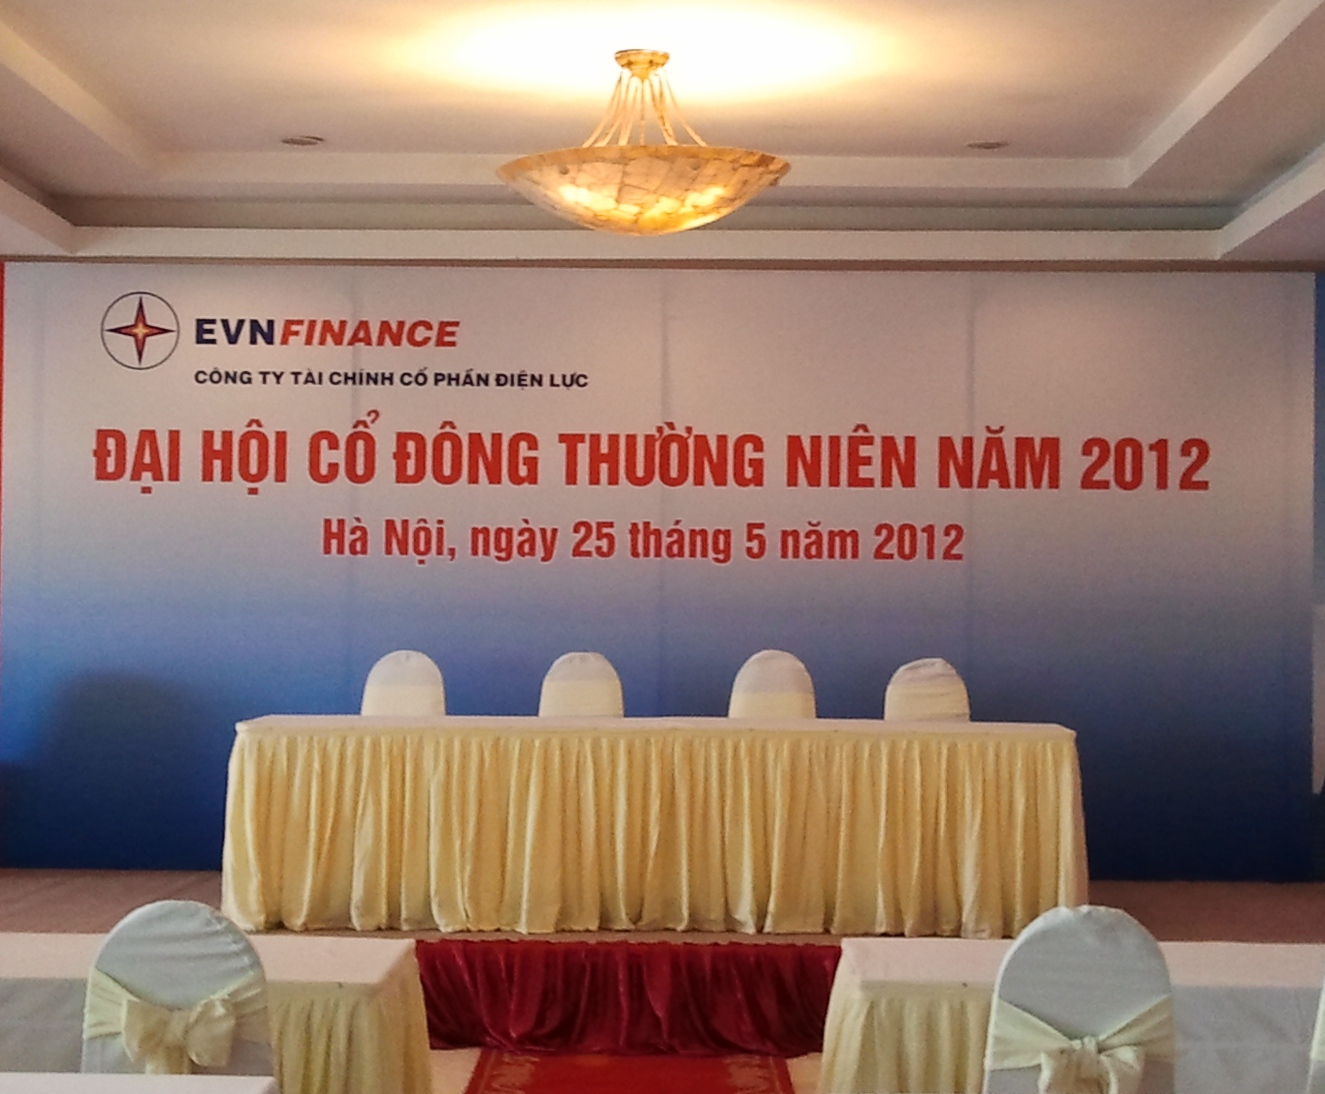 EVNFINANCE
CÔNG TY TÀI CHÍNH CỔ PHẦN ĐIỆN LỰC
ĐẠI HỘI CỔ ĐÔNG THƯỜNG NIÊN NĂM 2012
Hà Nội, ngày 25 tháng 5 năm 2012